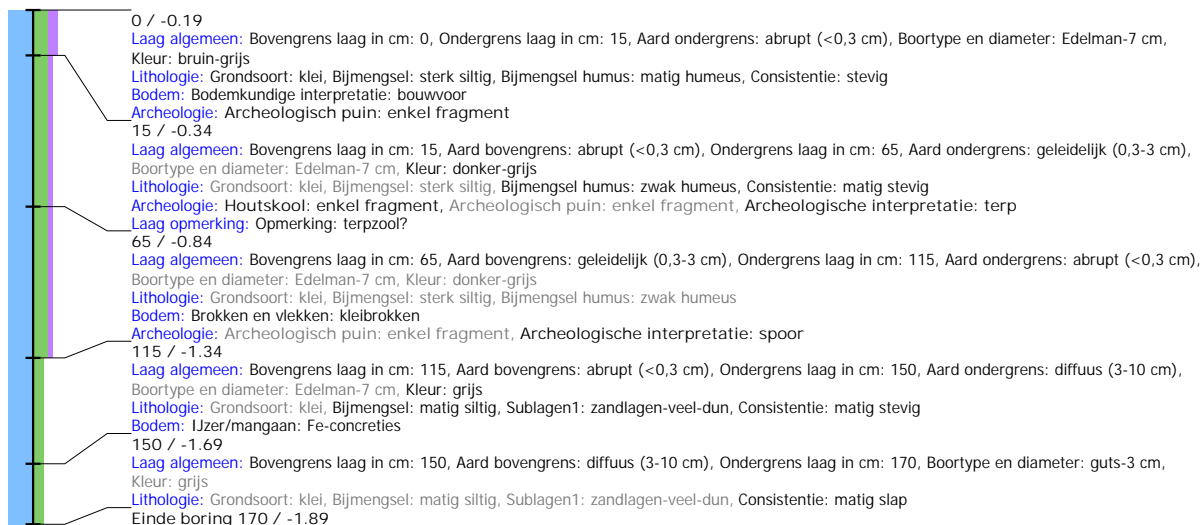 0 / -0.19
Laag algemeen: Bovengrens laag in cm: 0, Ondergrens laag in cm: 15, Aard ondergrens: abrupt (<0,3 cm), Boortype en diameter: Edelman-7 cm,
Kleur: bruin-grijs
Lithologie: Grondsoort: klei, Bijmengsel: sterk siltig, Bijmengsel humus: matig humeus, Consistentie: stevig
Bodem: Bodemkundige interpretatie: bouwvoor
Archeologie: Archeologisch puin: enkel fragment
15 / -0.34
Laag algemeen: Bovengrens laag in cm: 15, Aard bovengrens: abrupt (<0,3 cm), Ondergrens laag in cm: 65, Aard ondergrens: geleidelijk (0,3-3 cm),
Boortype en diameter: Edelman-7 cm, Kleur: donker-grijs
Lithologie: Grondsoort: klei, Bijmengsel: sterk siltig, Bijmengsel humus: zwak humeus, Consistentie: matig stevig
Archeologie: Houtskool: enkel fragment, Archeologisch puin: enkel fragment, Archeologische interpretatie: terp
Laag opmerking: Opmerking: terpzool?
65 / -0.84
Laag algemeen: Bovengrens laag in cm: 65, Aard bovengrens: geleidelijk (0,3-3 cm), Ondergrens laag in cm: 115, Aard ondergrens: abrupt (<0,3 cm),
Boortype en diameter: Edelman-7 cm, Kleur: donker-grijs
Lithologie: Grondsoort: klei, Bijmengsel: sterk siltig, Bijmengsel humus: zwak humeus
Bodem: Brokken en vlekken: kleibrokken
Archeologie: Archeologisch puin: enkel fragment, Archeologische interpretatie: spoor
115 / -1.34
Laag algemeen: Bovengrens laag in cm: 115, Aard bovengrens: abrupt (<0,3 cm), Ondergrens laag in cm: 150, Aard ondergrens: diffuus (3-10 cm),
Boortype en diameter: Edelman-7 cm, Kleur: grijs
Lithologie: Grondsoort: klei, Bijmengsel: matig siltig, Sublagen1: zandlagen-veel-dun, Consistentie: matig stevig
Bodem: IJzer/mangaan: Fe-concreties
150 / -1.69
Laag algemeen: Bovengrens laag in cm: 150, Aard bovengrens: diffuus (3-10 cm), Ondergrens laag in cm: 170, Boortype en diameter: guts-3 cm,
Kleur: grijs
Lithologie: Grondsoort: klei, Bijmengsel: matig siltig, Sublagen1: zandlagen-veel-dun, Consistentie: matig slap
Einde boring 170 / -1.89